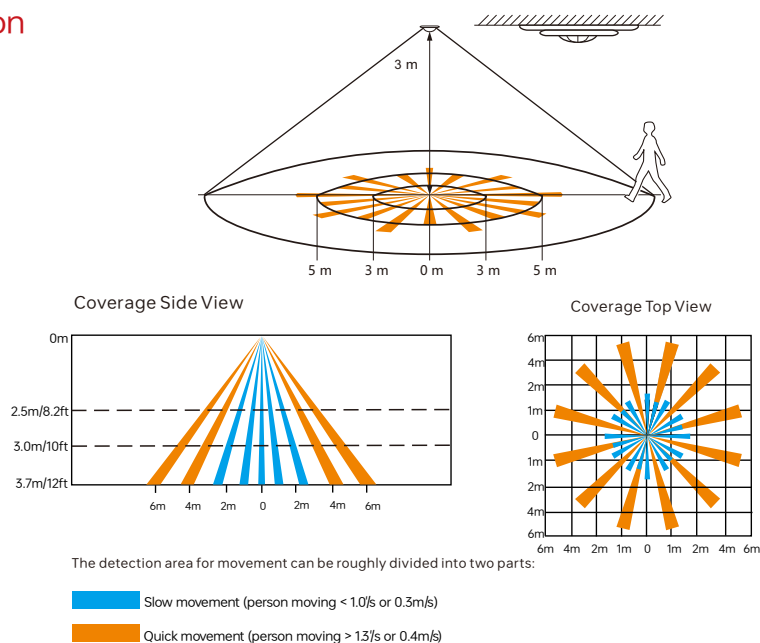 on
3 m
5 m 3 m 0 m 3 m 5 m
Coverage Side View
0m
2.5m/8.2ft
3.0m/10ft
3.7m/12ft
6m 4m 2m 0 2m 4m 6m
Coverage Top View
6m
4m
2m
1m
0
1m
2m
4m
6m
6m 4m 2m 1m 0 1m 2m 4m 6m
The detection area for movement can be roughly divided into two parts:
Slow movement (person moving < 1.0'/s or 0.3m/s)
Quick movement (person moving > 1.3'/s or 0.4m/s)